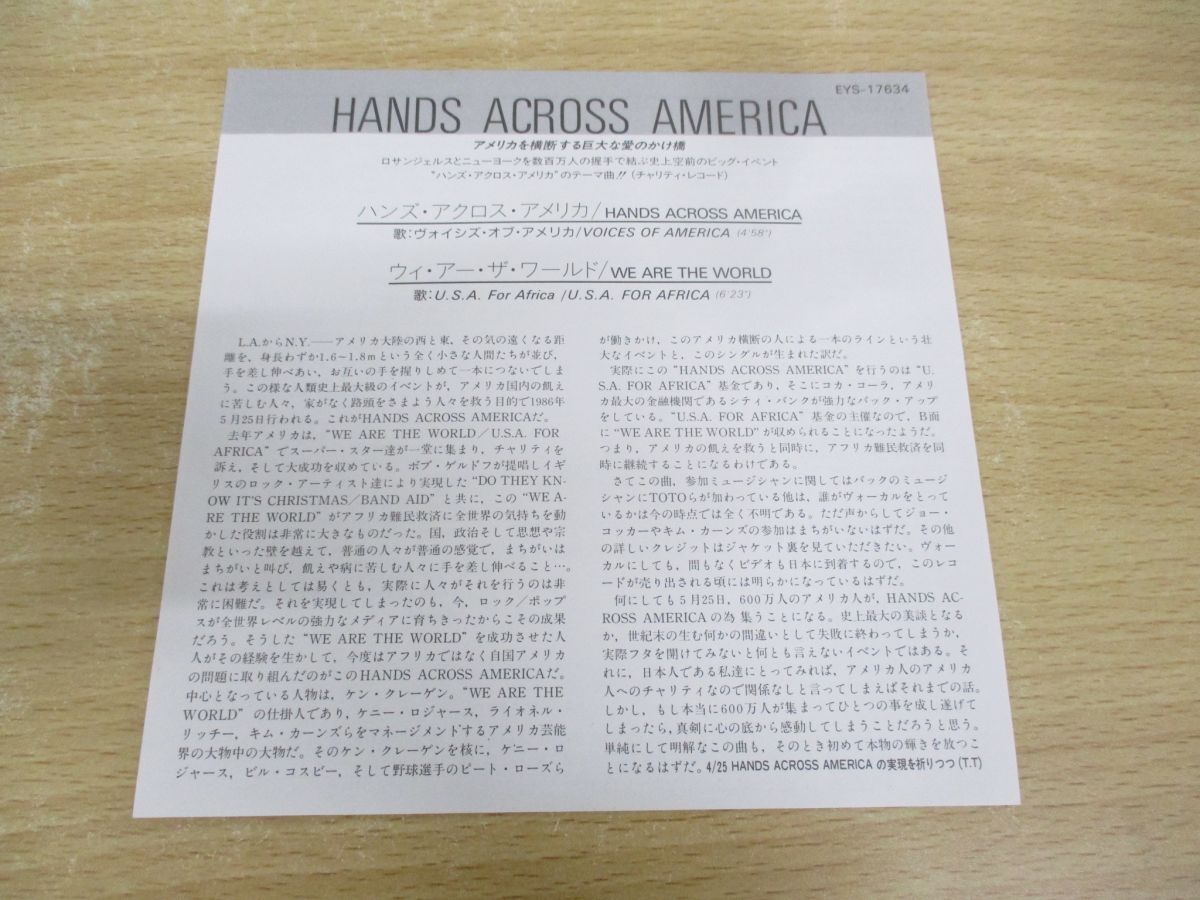 EYS-17634
HANDS ACROSS AMERICA
アメリカを横断する巨大な愛のかけ橋
ロサンジェルスとニューヨークを数百万人の握手で結ぶ史上空前のビッグ・イベント
“ハンズ・アクロス・アメリカ”のテーマ曲!!（チャリティ・レコード）
ハンズ・アクロス・アメリカ/HANDS ACROSS AMERICA
歌：ヴォイシズ・オブ・アメリカ/VOICES OF AMERICA (4'58")
ウィ・アー・ザ・ワールド/WE ARE THE WORLD
歌：U.S.A. For Africa /U.S.A. FOR AFRICA (6'23")
L.A.からN.Y.――アメリカ大陸の西と東，その気の遠くなる距
離を，身長わずか1.6～1.8mという全く小さな人間たちが並び，
手を差し伸べあい，お互いの手を握りしめて一本につないでしま
う。この様な人類史上最大級のイベントが，アメリカ国内の飢え
に苦しむ人々，家がなく路頭をさまよう人々を救う目的で1986年
5月25日行われる。これがHANDS ACROSS AMERICAだ。
去年アメリカは，“WE ARE THE WORLD／U.S.A. FOR
AFRICA”でスーパー・スター達が一堂に集まり，チャリティを
訴え，そして大成功を収めている。ボブ・ゲルドフが提唱しイギ
リスのロック・アーティスト達により実現した“DO THEY KN-
OW IT'S CHRISTMAS/BAND AID”と共に，この“WE A-
RE THE WORLD”がアフリカ難民救済に全世界の気持ちを動
かした役割は非常に大きなものだった。国，政治そして思想や宗
教といった壁を越えて，普通の人々が普通の感覚で，まちがいは
まちがいと叫び，飢えや病に苦しむ人々に手を差し伸べること…。
これは考えとしては易くとも，実際に人々がそれを行うのは非
常に困難だ。それを実現してしまったのも，今，ロック／ポップ
スが全世界レベルの強力なメディアに育ちきったからこその成果
だろう。そうした“WE ARE THE WORLD”を成功させた人
人がその経験を生かして，今度はアフリカではなく自国アメリカ
の問題に取り組んだのがこのHANDS ACROSS AMERICAだ。
中心となっている人物は，ケン・クレーゲン。“WE ARE THE
WORLD”の仕掛人であり，ケニー・ロジャース，ライオネル・
リッチー，キム・カーンズらをマネージメントするアメリカ芸能
界の大物中の大物だ。そのケン・クレーゲンを核に，ケニー・ロ
ジャース，ビル・コスビー，そして野球選手のピート・ローズら
が働きかけ，このアメリカ横断の人による一本のラインという壮
大なイベントと，このシングルが生まれた訳だ。
実際にこの“HANDS ACROSS AMERICA”を行うのは“U.
S.A. FOR AFRICA”基金であり，そこにコカ・コーラ，アメリ
カ最大の金融機関であるシティ・バンクが強力なバック・アップ
をしている。“U.S.A. FOR AFRICA”基金の主催なので，B面
に“WE ARE THE WORLD”が収められることになったようだ。
つまり，アメリカの飢えを救うと同時に，アフリカ難民救済を同
時に継続することになるわけである。
さてこの曲，参加ミュージシャンに関してはバックのミュージ
シャンにTOTOらが加わっている他は，誰がヴォーカルをとって
いるかは今の時点では全く不明である。ただ声からしてジョー・
コッカーやキム・カーンズの参加はまちがいないはずだ。その他
の詳しいクレジットはジャケット裏を見ていただきたい。ヴォー
カルにしても，間もなくビデオも日本に到着するので，このレコ
ードが売り出される頃には明らかになっているはずだ。
何にしても5月25日，600万人のアメリカ人が，HANDS AC-
ROSS AMERICAの為 集うことになる。史上最大の美談となる
か，世紀末の生む何かの間違いとして失敗に終わってしまうか，
実際フタを開けてみないと何とも言えないイベントではある。そ
れに，日本人である私達にとってみれば，アメリカ人のアメリカ
人へのチャリティなので関係なしと言ってしまえばそれまでの話。
しかし，もし本当に600万人が集まってひとつの事を成し遂げて
しまったら，真剣に心の底から感動してしまうことだろうと思う。
単純にして明解なこの曲も，そのとき初めて本物の輝きを放つこ
とになるはずだ。4/25 HANDS ACROSS AMERICA の実現を祈りつつ（T.T）